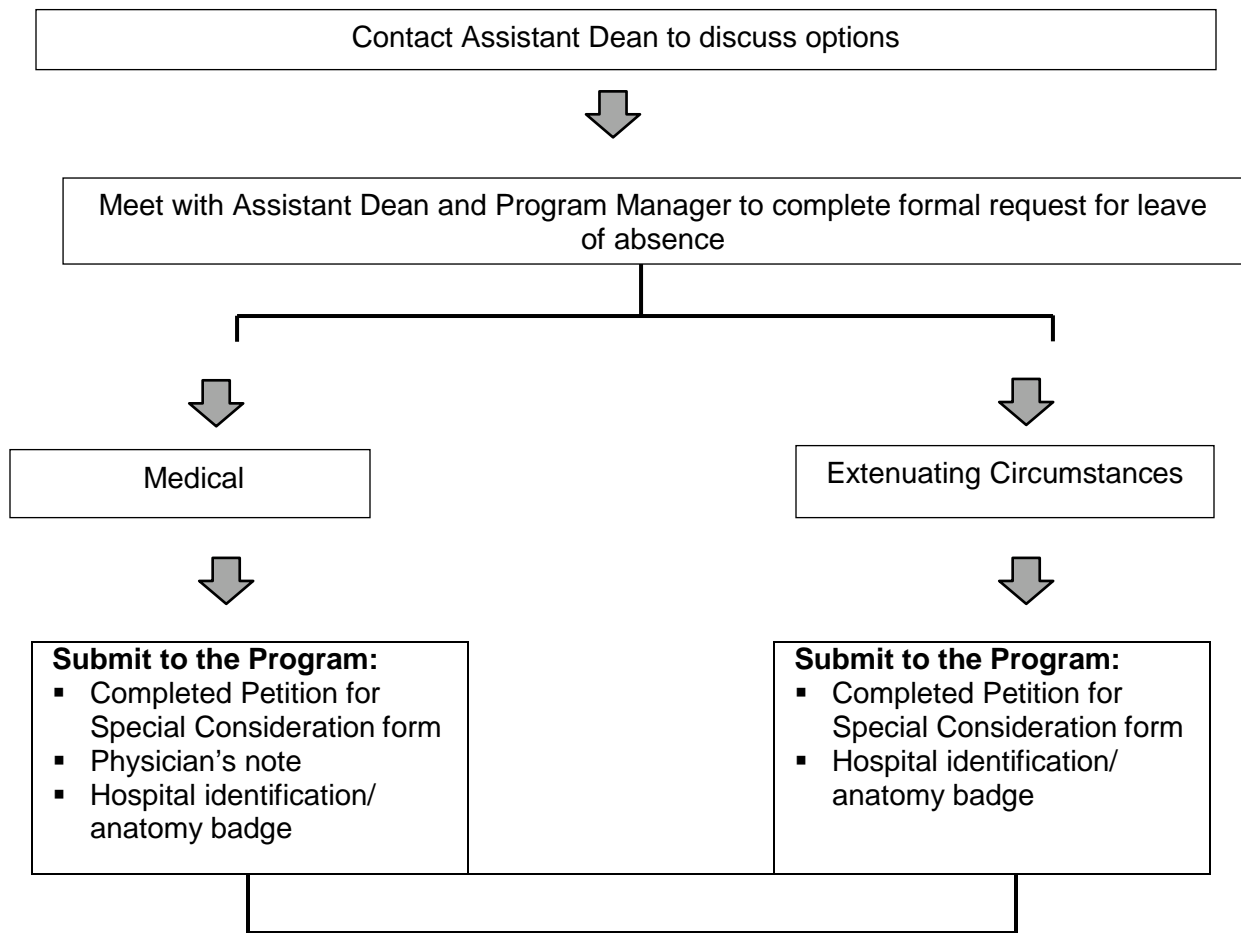 Contact Assistant Dean to discuss options
Meet with Assistant Dean and Program Manager to complete formal request for leave
of absence
Medical
Extenuating Circumstances
Submit to the Program:
▪ Completed Petition for
Special Consideration form
▪ Physician’s note
▪ Hospital identification/
anatomy badge
Submit to the Program:
▪ Completed Petition for
Special Consideration form
▪ Hospital identification/
anatomy badge